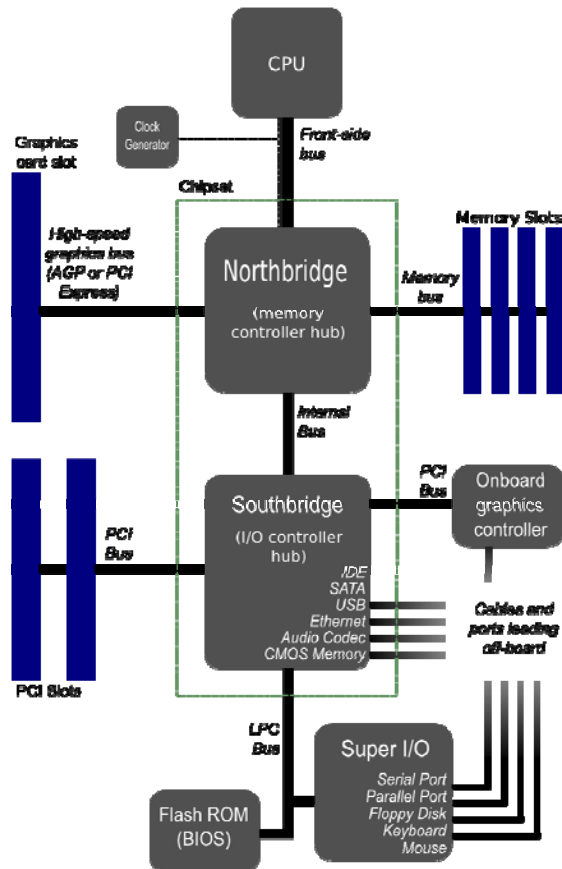 CPU
Clock
Generator
Front-side
bus
Graphics
card slot
Chipset
High-speed
graphics bus
(AGP or PCI
Express)
Northbridge
(memory
controller hub)
Memory
bus
Memory Slots
Internal
Bus
Southbridge
(I/O controller
hub)
IDE
SATA
USB
Ethernet
Audio Codec
CMOS Memory
PCI
Bus
PCI Slots
PCI
Bus
Onboard
graphics
controller
Cables and
ports leading
off-board
LPC
Bus
Super I/O
Serial Port
Parallel Port
Floppy Disk
Keyboard
Mouse
Flash ROM
(BIOS)